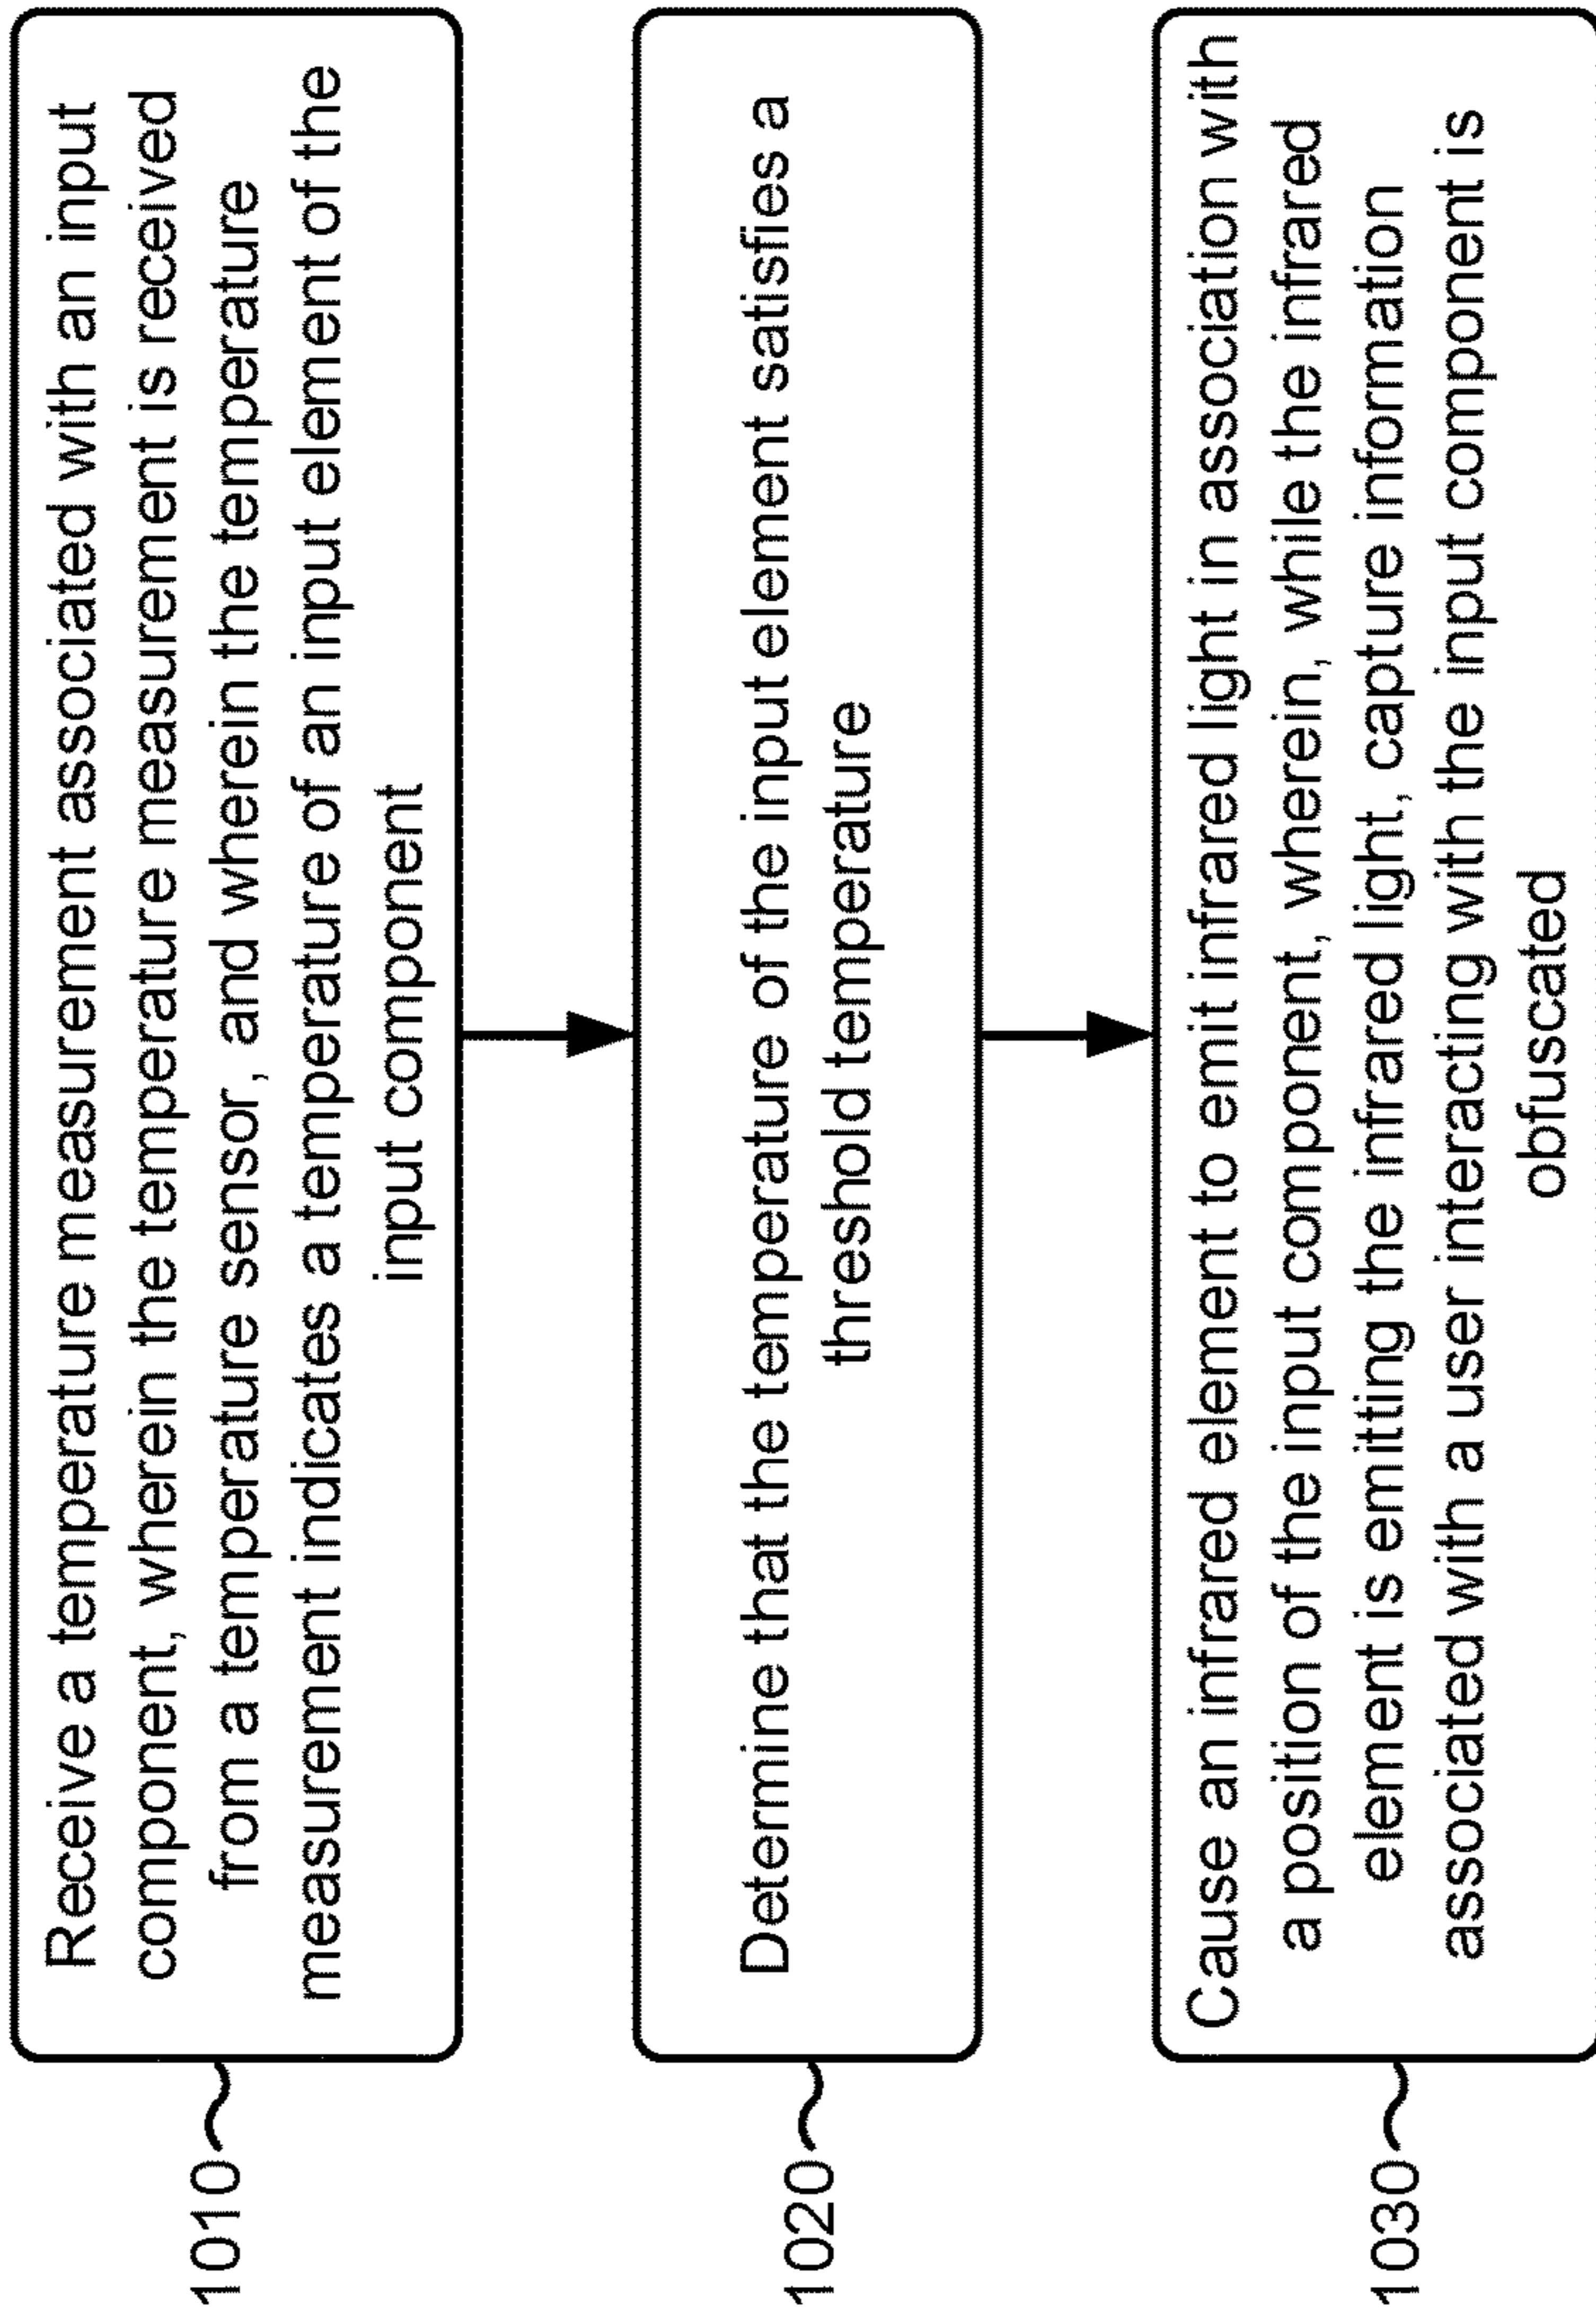 1010
Receive a temperature measurement associated with an input
component, wherein the temperature measurement is received
from a temperature sensor, and wherein the temperature
measurement indicates a temperature of an input element of the
input component
1020
Determine that the temperature of the input element satisfies a
threshold temperature
1030
Cause an infrared element to emit infrared light in association with
a position of the input component, wherein, while the infrared
element is emitting the infrared light, capture information
associated with a user interacting with the input component is
obfuscated